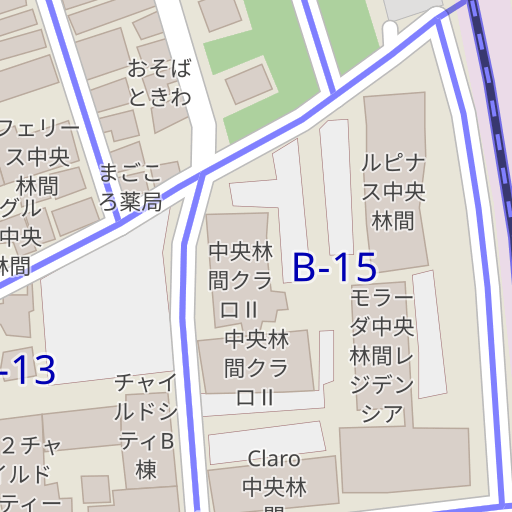 おそば
ときわ
フェリー
ス中央
林間
まごこ
ろ薬局
グル
中央
林間
ルピナ
ス中央
林間
中央林
間クラ
ロⅡ
B-15
モラー
ダ中央
林間レ
ジデン
シア
中央林
間クラ
ロⅡ
-13
チャイ
ルドシ
ティB
棟
2チャ
イルド
ティー
Claro
中央林
間